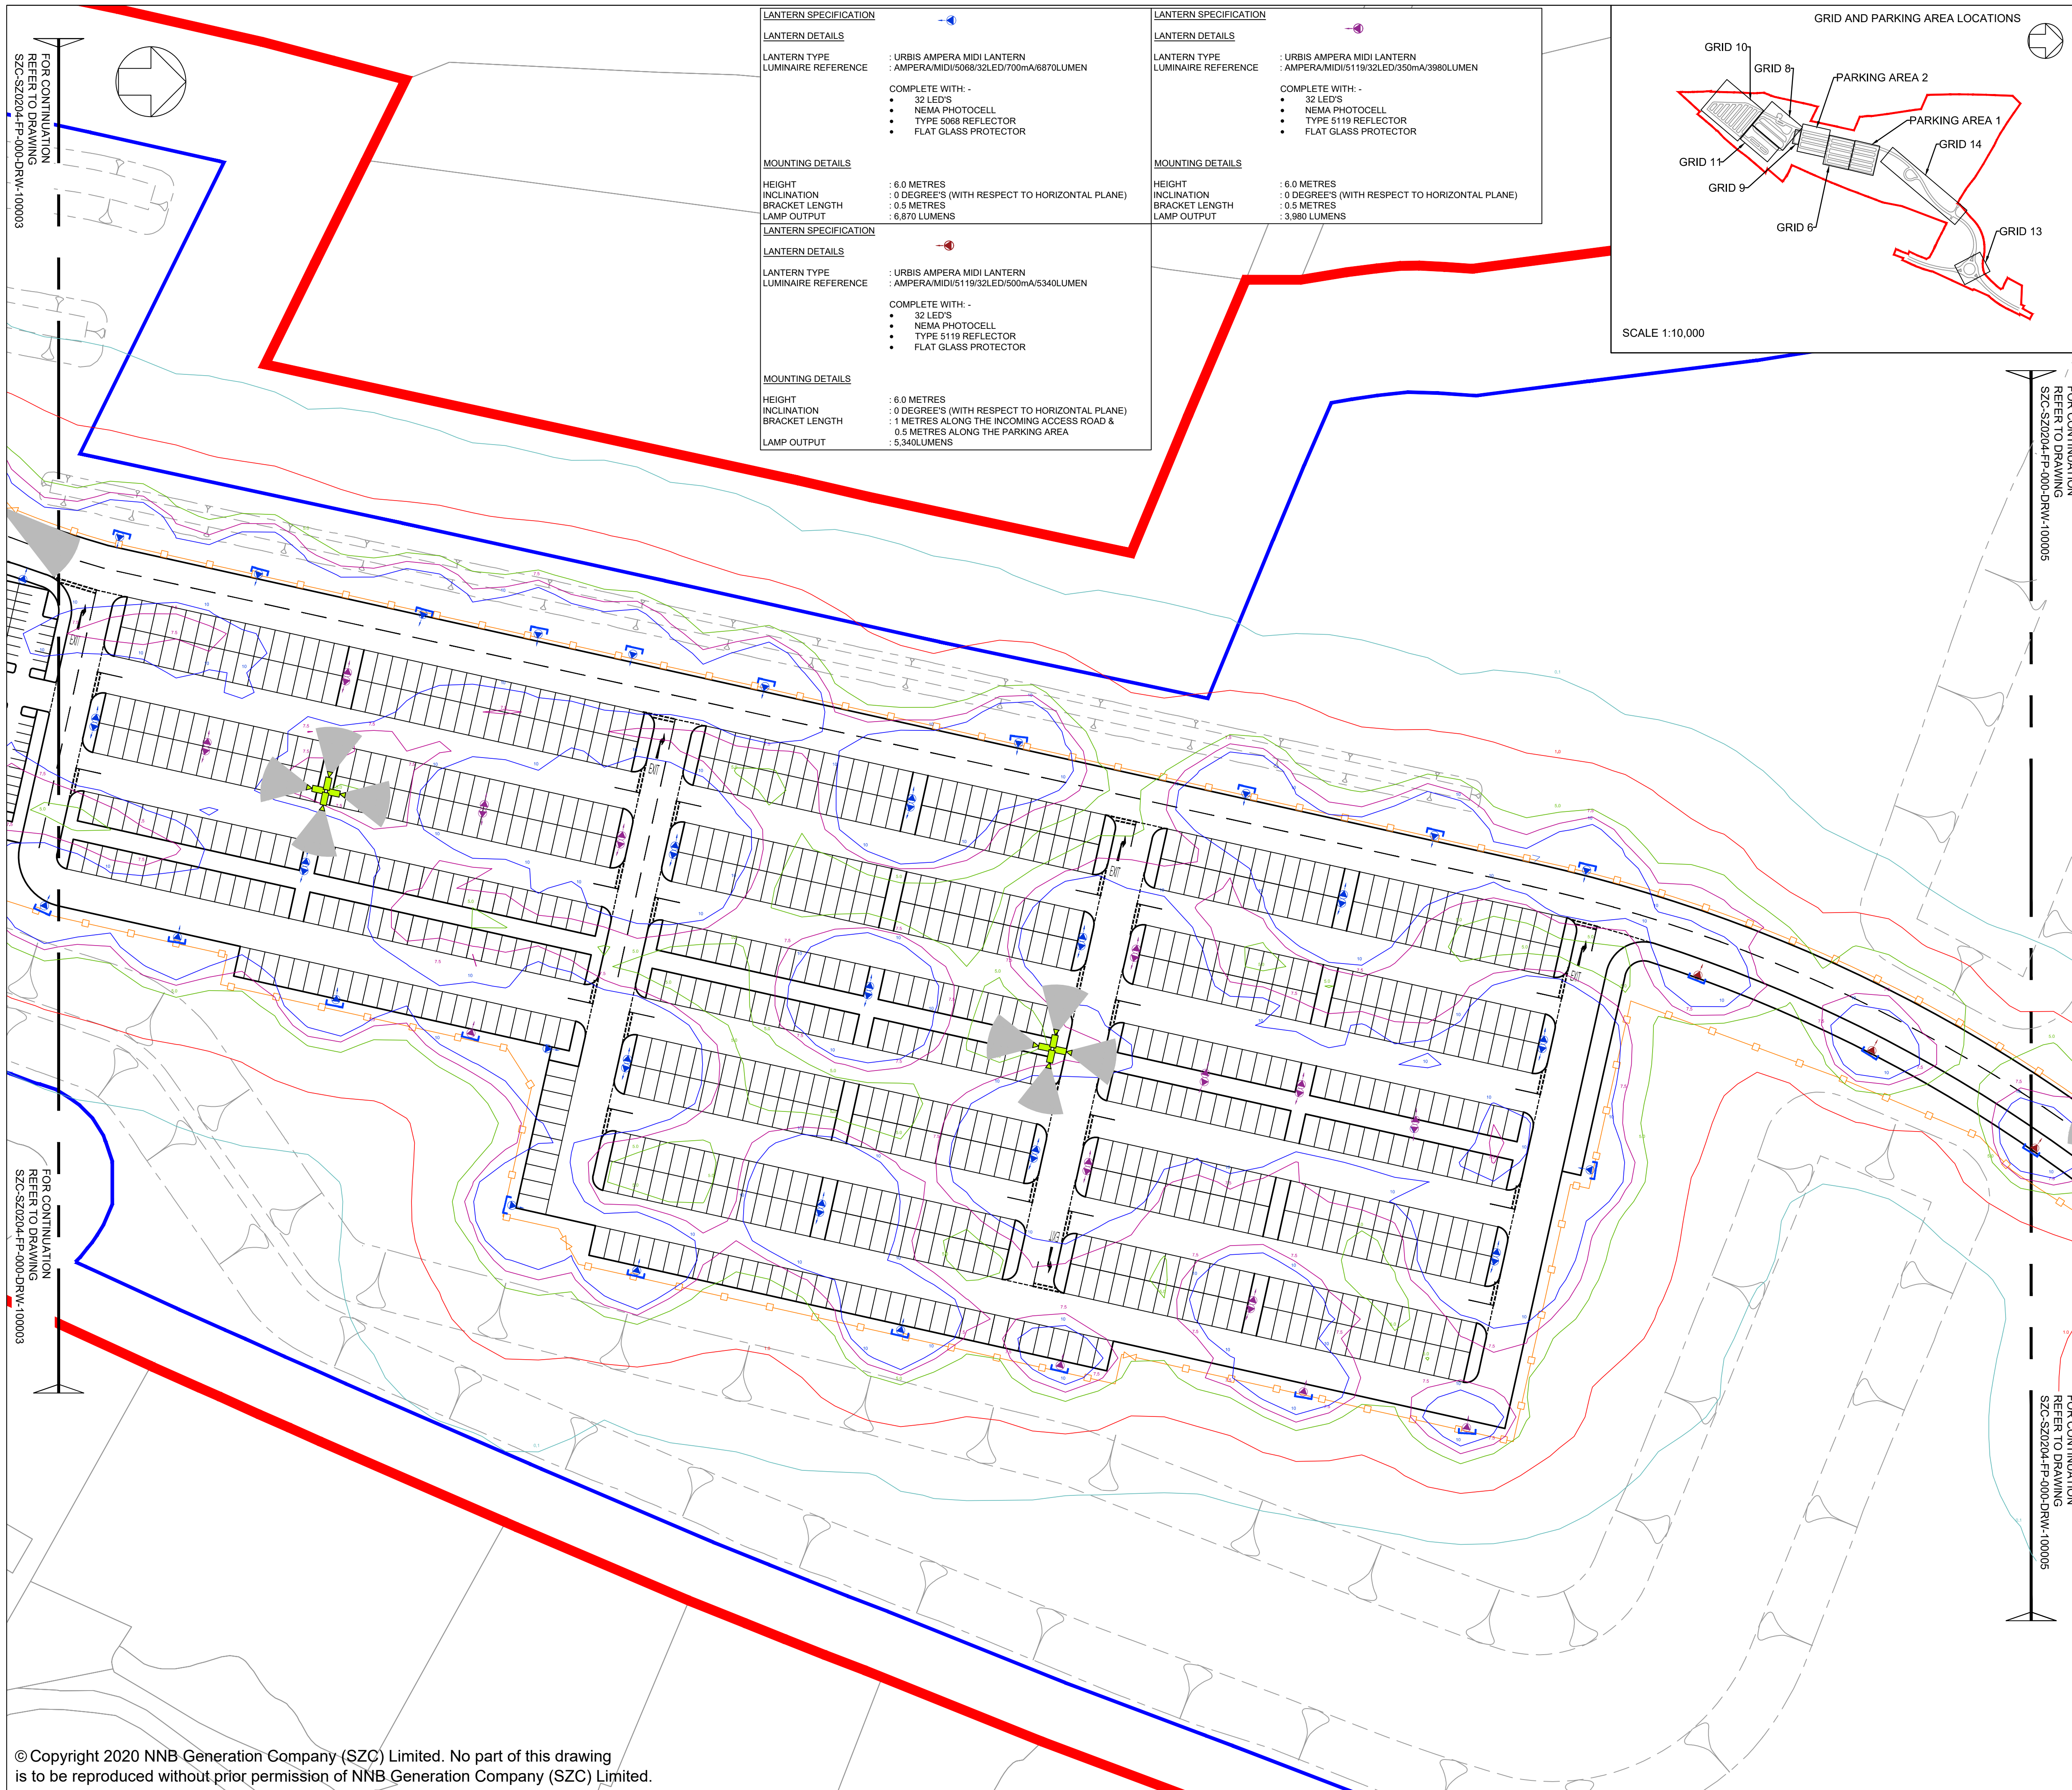 LANTERN SPECIFICATION
LANTERN DETAILS
LANTERN TYPE : URBIS AMPERA MIDI LANTERN
LUMINAIRE REFERENCE : AMPERA/MIDI/5068/32LED/700mA/6870LUMEN
COMPLETE WITH: -
• 32 LED'S
• NEMA PHOTOCELL
• TYPE 5068 REFLECTOR
• FLAT GLASS PROTECTOR
MOUNTING DETAILS
HEIGHT : 6.0 METRES
INCLINATION : 0 DEGREE'S (WITH RESPECT TO HORIZONTAL PLANE)
BRACKET LENGTH : 0.5 METRES
LAMP OUTPUT : 6,870 LUMENS
LANTERN SPECIFICATION
LANTERN DETAILS
LANTERN TYPE : URBIS AMPERA MIDI LANTERN
LUMINAIRE REFERENCE : AMPERA/MIDI/5119/32LED/350mA/3980LUMEN
COMPLETE WITH: -
• 32 LED'S
• NEMA PHOTOCELL
• TYPE 5119 REFLECTOR
• FLAT GLASS PROTECTOR
MOUNTING DETAILS
HEIGHT : 6.0 METRES
INCLINATION : 0 DEGREE'S (WITH RESPECT TO HORIZONTAL PLANE)
BRACKET LENGTH : 0.5 METRES
LAMP OUTPUT : 3,980 LUMENS
LANTERN SPECIFICATION
LANTERN DETAILS
LANTERN TYPE : URBIS AMPERA MIDI LANTERN
LUMINAIRE REFERENCE : AMPERA/MIDI/5119/32LED/500mA/5340LUMEN
COMPLETE WITH: -
• 32 LED'S
• NEMA PHOTOCELL
• TYPE 5119 REFLECTOR
• FLAT GLASS PROTECTOR
MOUNTING DETAILS
HEIGHT : 6.0 METRES
INCLINATION : 0 DEGREE'S (WITH RESPECT TO HORIZONTAL PLANE)
BRACKET LENGTH : 1 METRES ALONG THE INCOMING ACCESS ROAD &
0.5 METRES ALONG THE PARKING AREA
LAMP OUTPUT : 5,340LUMENS
GRID AND PARKING AREA LOCATIONS
GRID 10
GRID 8
PARKING AREA 2
PARKING AREA 1
GRID 14
GRID 11
GRID 9
GRID 6
GRID 13
SCALE 1:10,000
FOR CONTINUATION
REFER TO DRAWING
SZC-SZ0204-FP-000-DRW-100003
FOR CONTINUATION
REFER TO DRAWING
SZC-SZ0204-FP-000-DRW-100005
EXIT
EXIT
EXIT
EXIT
EXIT
FOR CONTINUATION
REFER TO DRAWING
SZC-SZ0204-FP-000-DRW-100003
FOR CONTINUATION
REFER TO DRAWING
SZC-SZ0204-FP-000-DRW-100005
© Copyright 2020 NNB Generation Company (SZC) Limited. No part of this drawing
is to be reproduced without prior permission of NNB Generation Company (SZC) Limited.